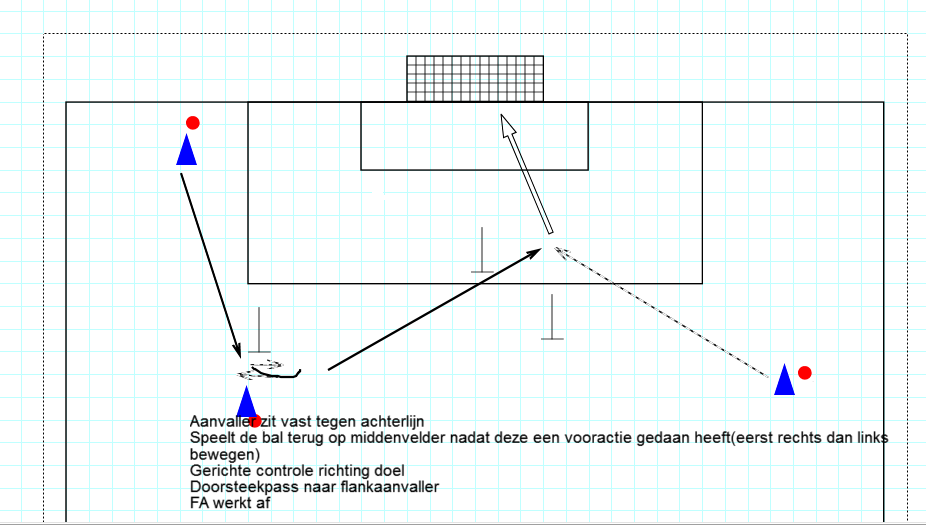 Aanvaller zit vast tegen achterlijn
Speelt de bal terug op middenvelder nadat deze een vooractie gedaan heeft(eerst rechts dan links
bewegen)
Gerichte controle richting doel
Doorsteekpass naar flankaanvaller
FA werkt af